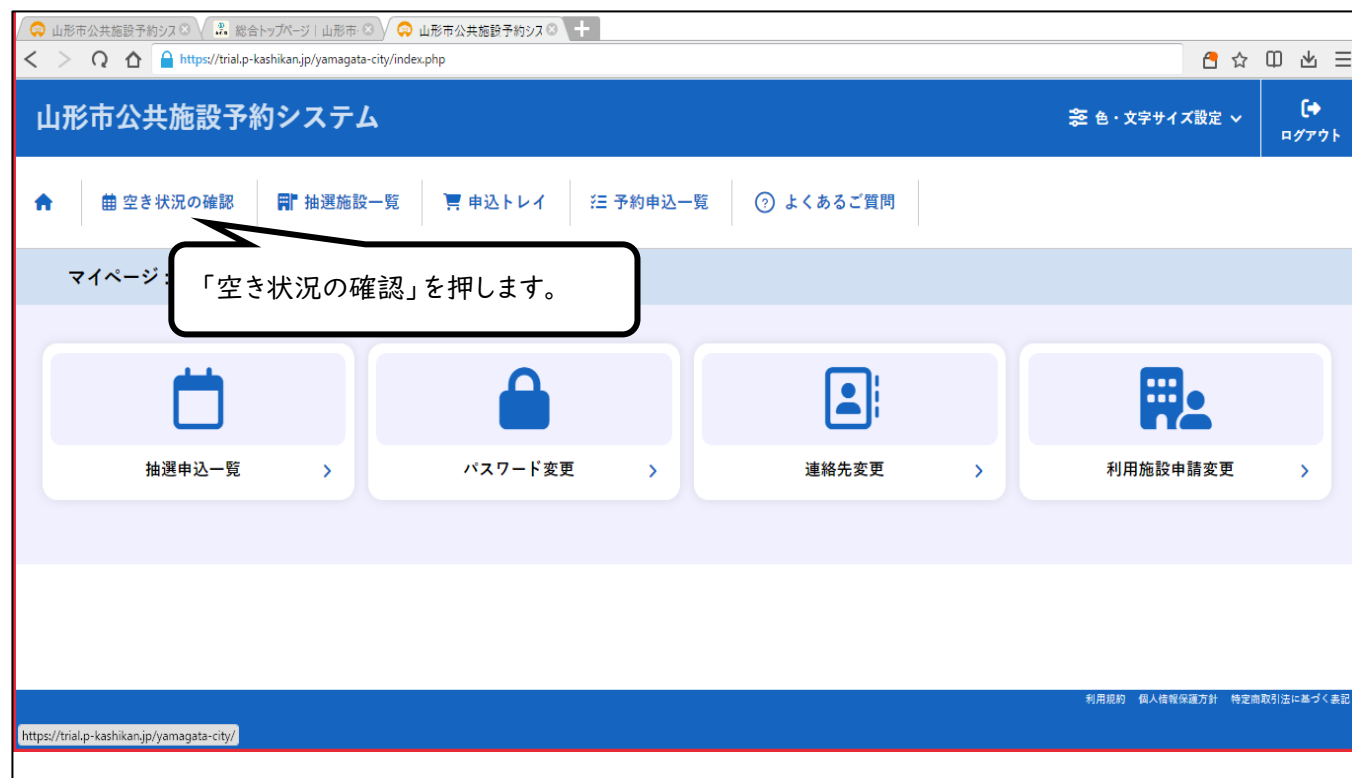 山形市公共施設予約シス
総合トップページ | 山形市
山形市公共施設予約シス
https://trial.p-kashikan.jp/yamagata-city/index.php
山形市公共施設予約システム
色・文字サイズ設定
ログアウト
空き状況の確認 抽選施設一覧 申込トレイ 予約申込一覧 ? よくあるご質問
マイページ :
「空き状況の確認」を押します。
抽選申込一覧 パスワード変更 連絡先変更 利用施設申請変更
利用規約 個人情報保護方針 特定商取引法に基づく表記
https://trial.p-kashikan.jp/yamagata-city/